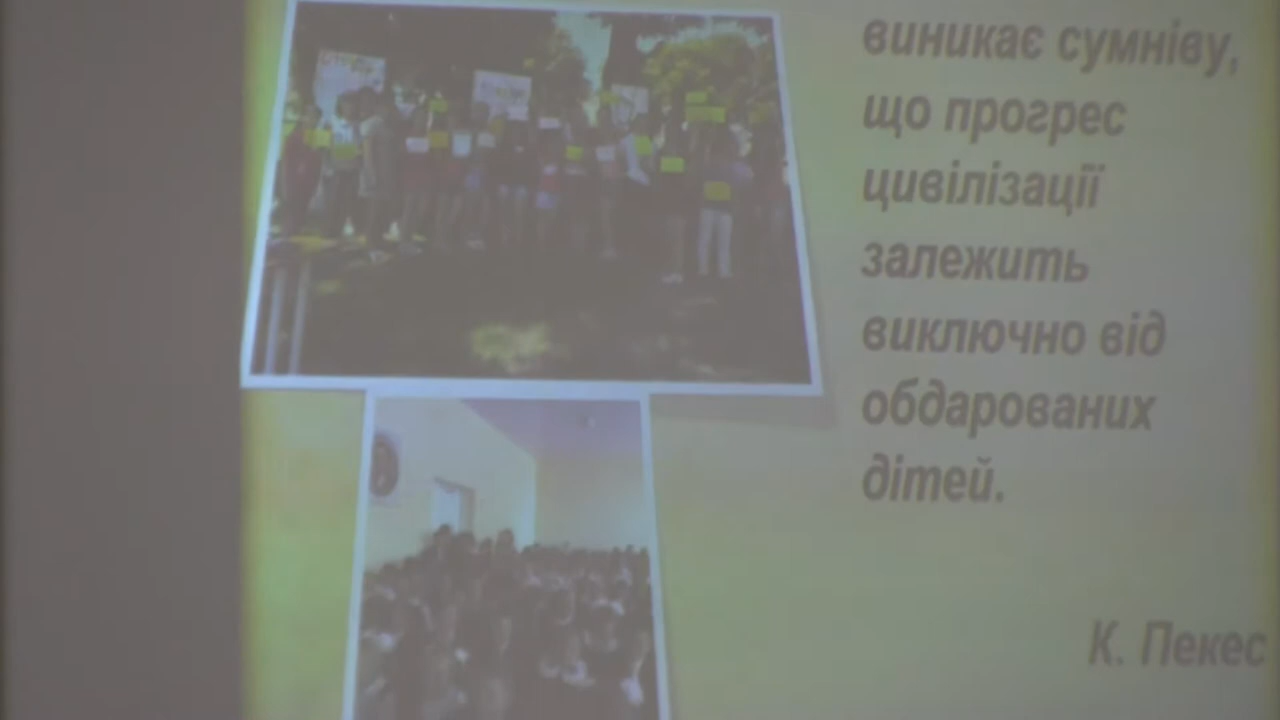 виникає сумніву,
що прогрес
цивілізації
залежить
виключно від
обдарованих
дітей.
К. Пекес